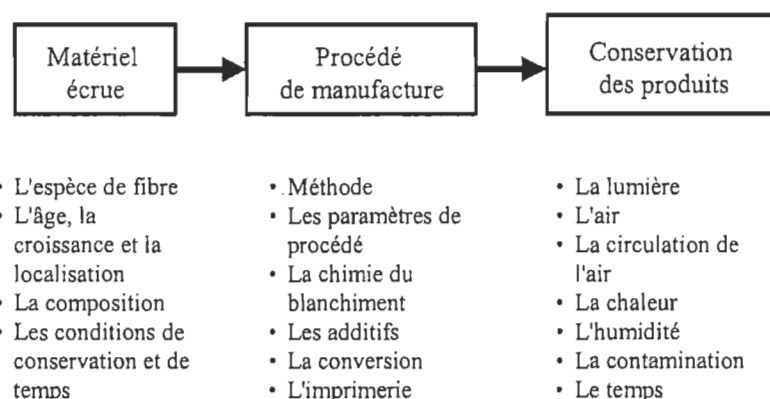 Matériel
écrue
Procédé
de manufacture
Conservation
des produits
• L'espèce de fibre
• L'âge, la
croissance et la
localisation
• La composition
• Les conditions de
conservation et de
temps
• Méthode
• Les paramètres de
procédé
• La chimie du
blanchiment
• Les additifs
• La conversion
• L'imprimerie
• La lumière
• L'air
• La circulation de
l'air
• La chaleur
• L'humidité
• La contamination
• Le temps